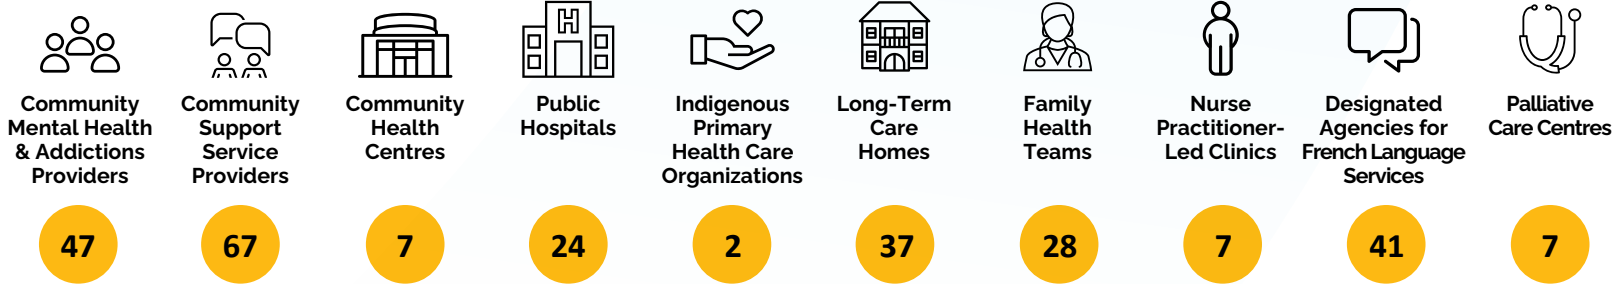 Community
Mental Health
& Addictions
Providers
47
Community
Support
Service
Providers
67
Community
Health
Centres
7
H
Public
Hospitals
24
Indigenous
Primary
Health Care
Organizations
2
Long-Term
Care
Homes
37
Family
Health
Teams
28
Nurse
Practitioner-
Led Clinics
7
Designated
Agencies for
French Language
Services
41
Palliative
Care Centres
7